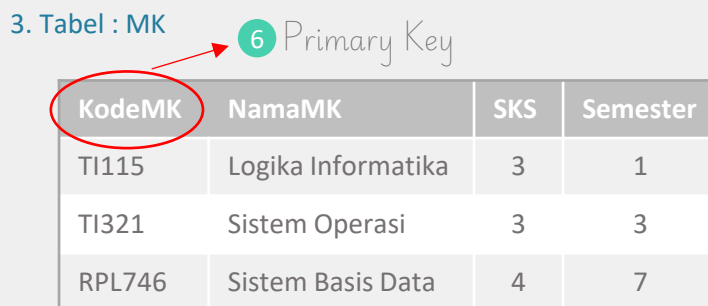 3. Tabel : MK
6 Primary Key
KodeMK NamaMK SKS Semester
TI115 Logika Informatika 3 1
TI321 Sistem Operasi 3 3
RPL746 Sistem Basis Data 4 7